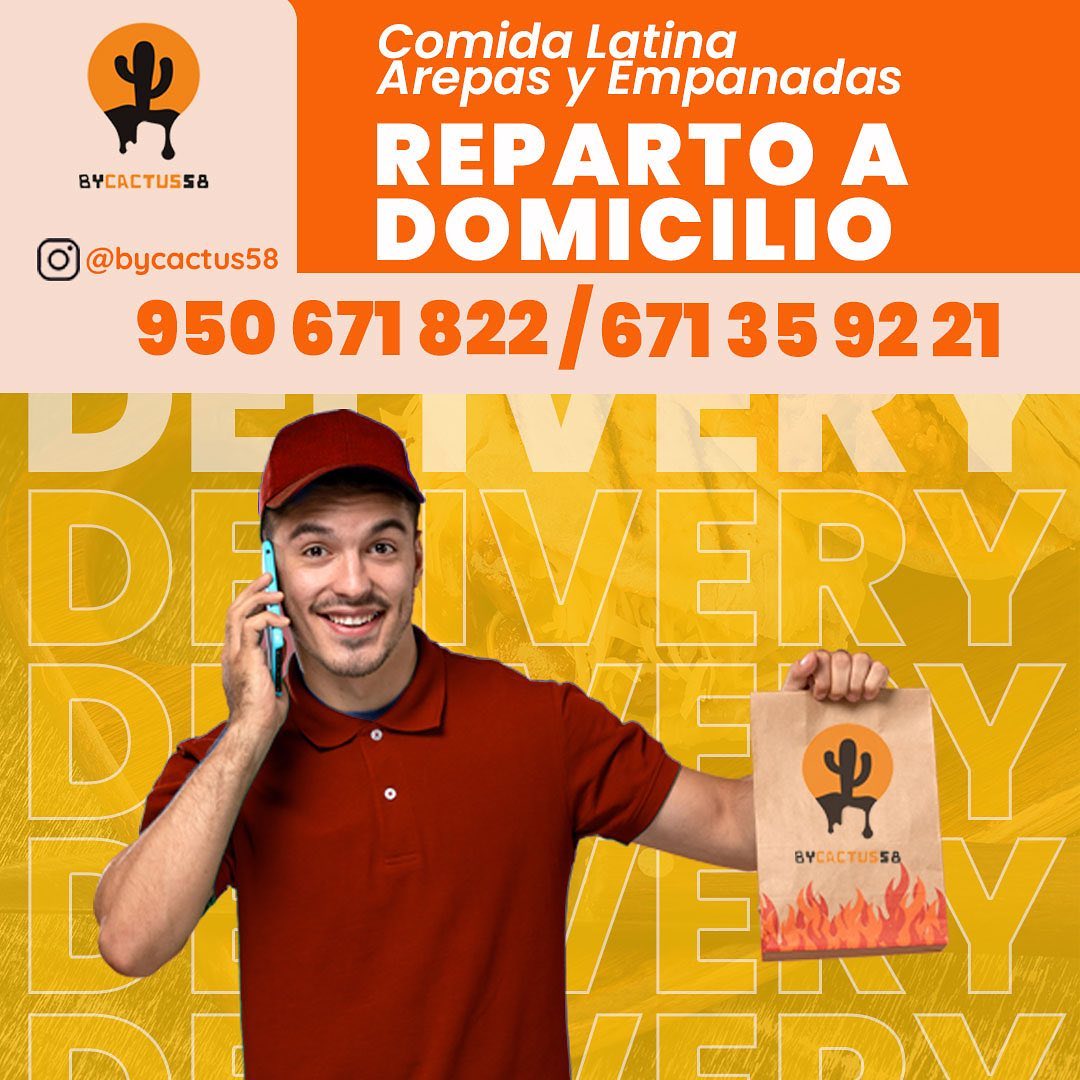 BYCACTUS58
@bycactus58
Comida Latina
Arepas y Empanadas
REPARTO A
DOMICILIO
950 671 822 / 671 35 92 21
DELIVERY
DELIVERY
DELIVERY
DELIVERY
DELIVERY
BYCACTUS58